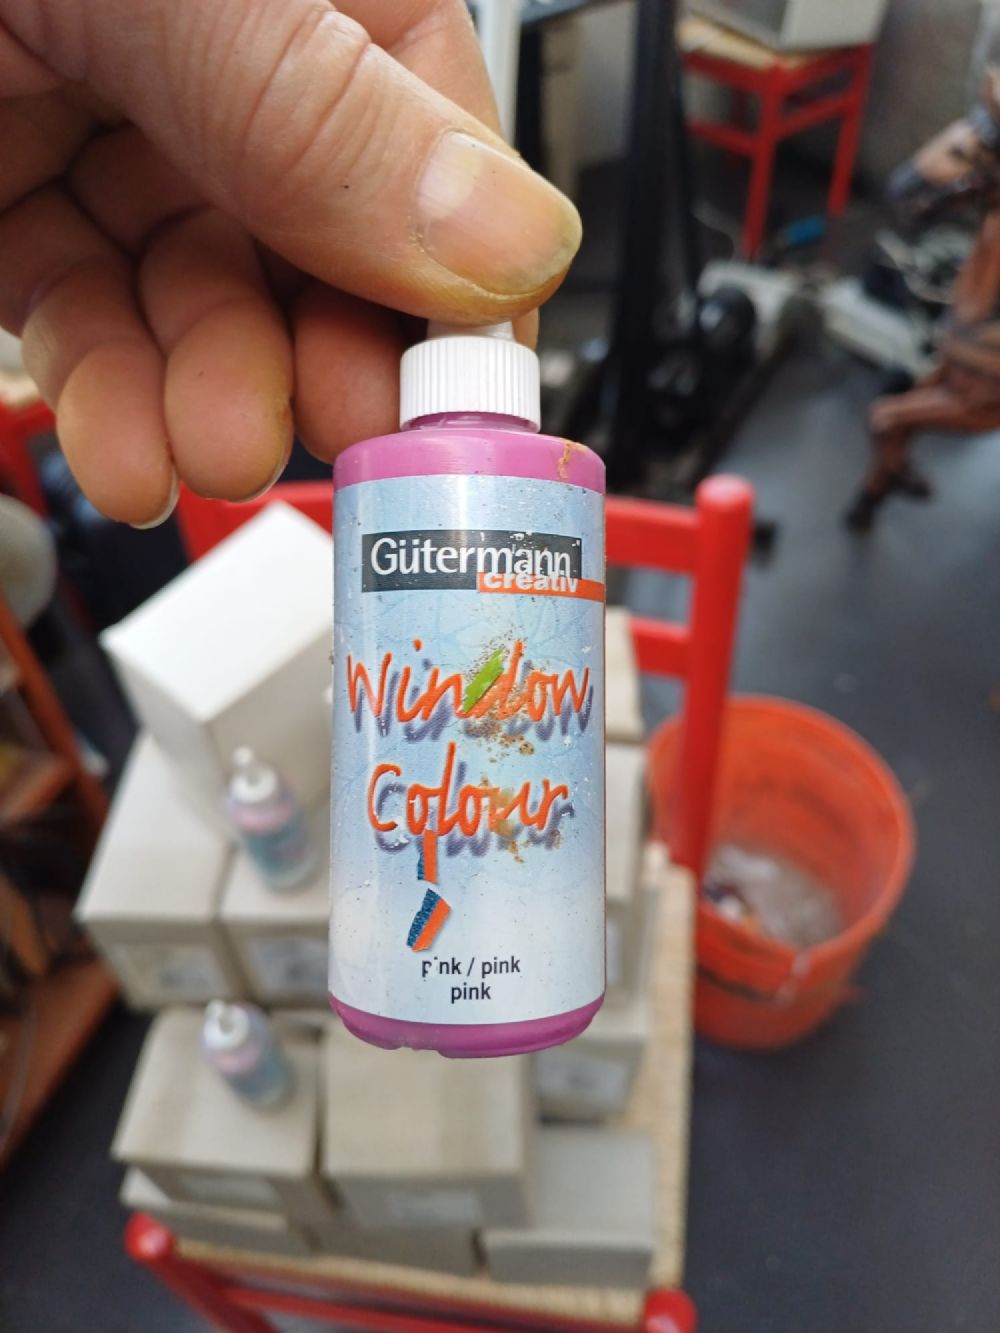 Gütermann
creativ
Window
Colour
pink / pink
pink